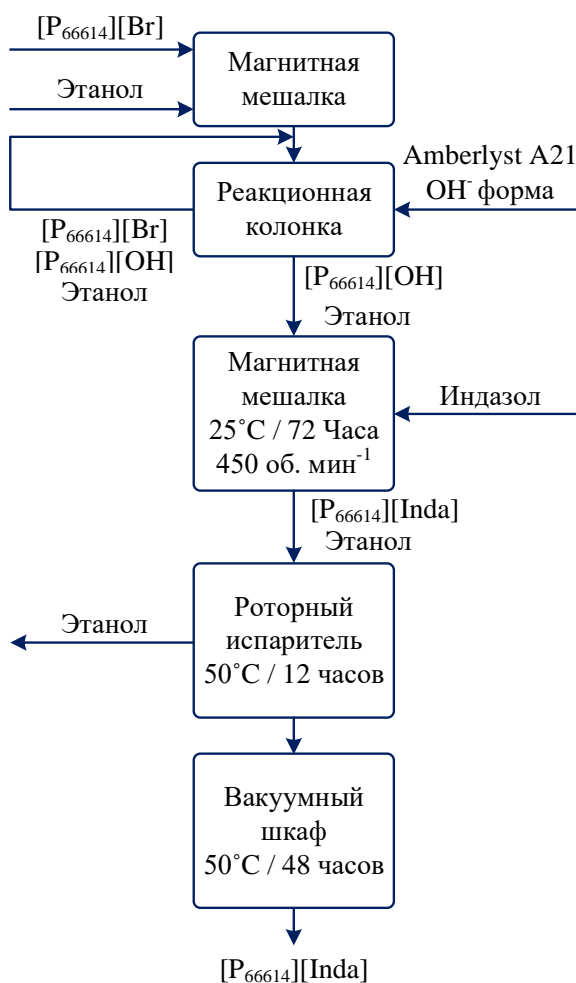 [P₆₆₆₁₄][Br]
Этанол
Магнитная
мешалка
Amberlyst A21
OH⁻ форма
Реакционная
колонка
[P₆₆₆₁₄][Br]
[P₆₆₆₁₄][OH]
Этанол
[P₆₆₆₁₄][OH]
Этанол
Магнитная
мешалка
25˚C / 72 Часа
450 об. мин⁻¹
Индазол
[P₆₆₆₁₄][Inda]
Этанол
Этанол
Роторный
испаритель
50˚C / 12 часов
Вакуумный
шкаф
50˚C / 48 часов
[P₆₆₆₁₄][Inda]